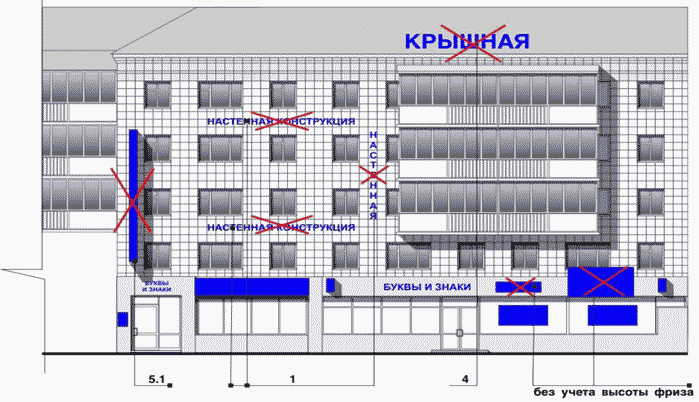 КРЫШНАЯ
НАСТЕННАЯ КОНСТРУКЦИЯ
НАСТЕННАЯ
НАСТЕННАЯ КОНСТРУКЦИЯ
БУКВЫ
И ЗНАКИ
БУКВЫ И ЗНАКИ
5.1
1
4
без учета высоты фриза